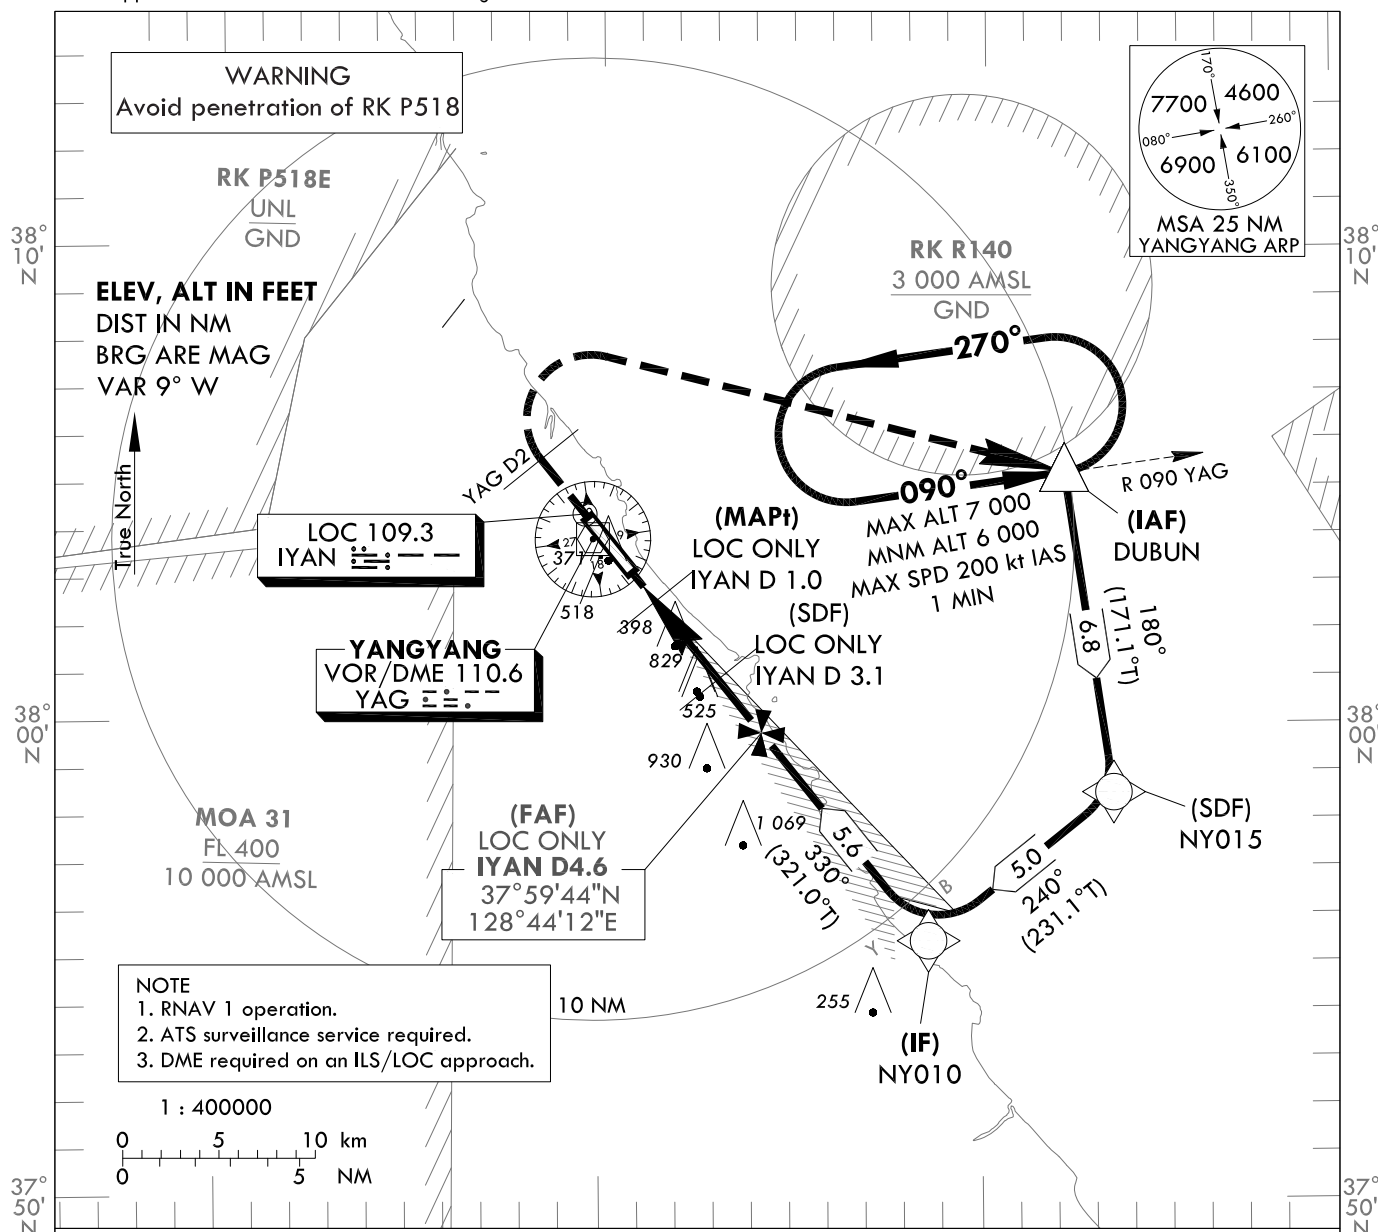 WARNING
Avoid penetration of RK P518
170°
7700
4600
080°
260°
6900
6100
350°
MSA 25 NM
YANGYANG ARP
RK P518E
UNL
GND
38°
10'
N
38°
10'
N
RK R140
3 000 AMSL
GND
ELEV, ALT IN FEET
DIST IN NM
BRG ARE MAG
VAR 9° W
True North
270°
090°
MAX ALT 7 000
MNM ALT 6 000
MAX SPD 200 kt IAS
1 MIN
R 090 YAG
(IAF)
DUBUN
YAG D2
LOC 109.3
IYAN
27
9
371
518
398
829
525
930
1 069
255
(MAPt)
LOC ONLY
IYAN D 1.0
(SDF)
LOC ONLY
IYAN D 3.1
YANGYANG
VOR/DME 110.6
YAG
180°
(171.1°T)
6.8
38°
00'
N
38°
00'
N
(SDF)
NY015
MOA 31
FL 400
10 000 AMSL
(FAF)
LOC ONLY
IYAN D4.6
37°59'44"N
128°44'12"E
5.6
330°
(321.0°T)
5.0
240°
(231.1°T)
B
Y
(IF)
NY010
10 NM
NOTE
1. RNAV 1 operation.
2. ATS surveillance service required.
3. DME required on an ILS/LOC approach.
1 : 400000
0 5 10 km
0 5 NM
37°
50'
N
37°
50'
N